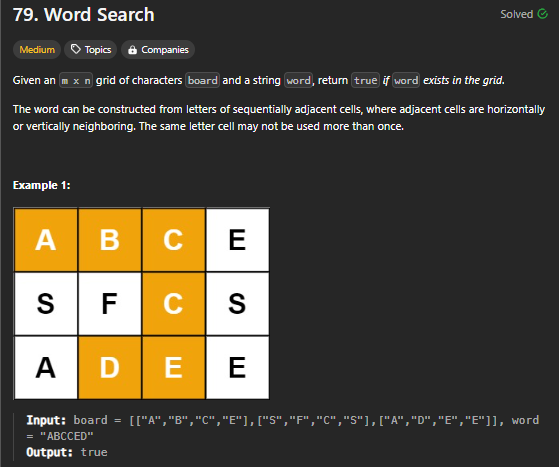 79. Word Search
Solved
Medium
Topics
Companies
Given an m x n grid of characters board and a string word, return true if word exists in the grid.
The word can be constructed from letters of sequentially adjacent cells, where adjacent cells are horizontally
or vertically neighboring. The same letter cell may not be used more than once.
Example 1:
A B C E
S F C S
A D E E
Input: board = [["A","B","C","E"],["S","F","C","S"],["A","D","E","E"]], word
= "ABCCED"
Output: true